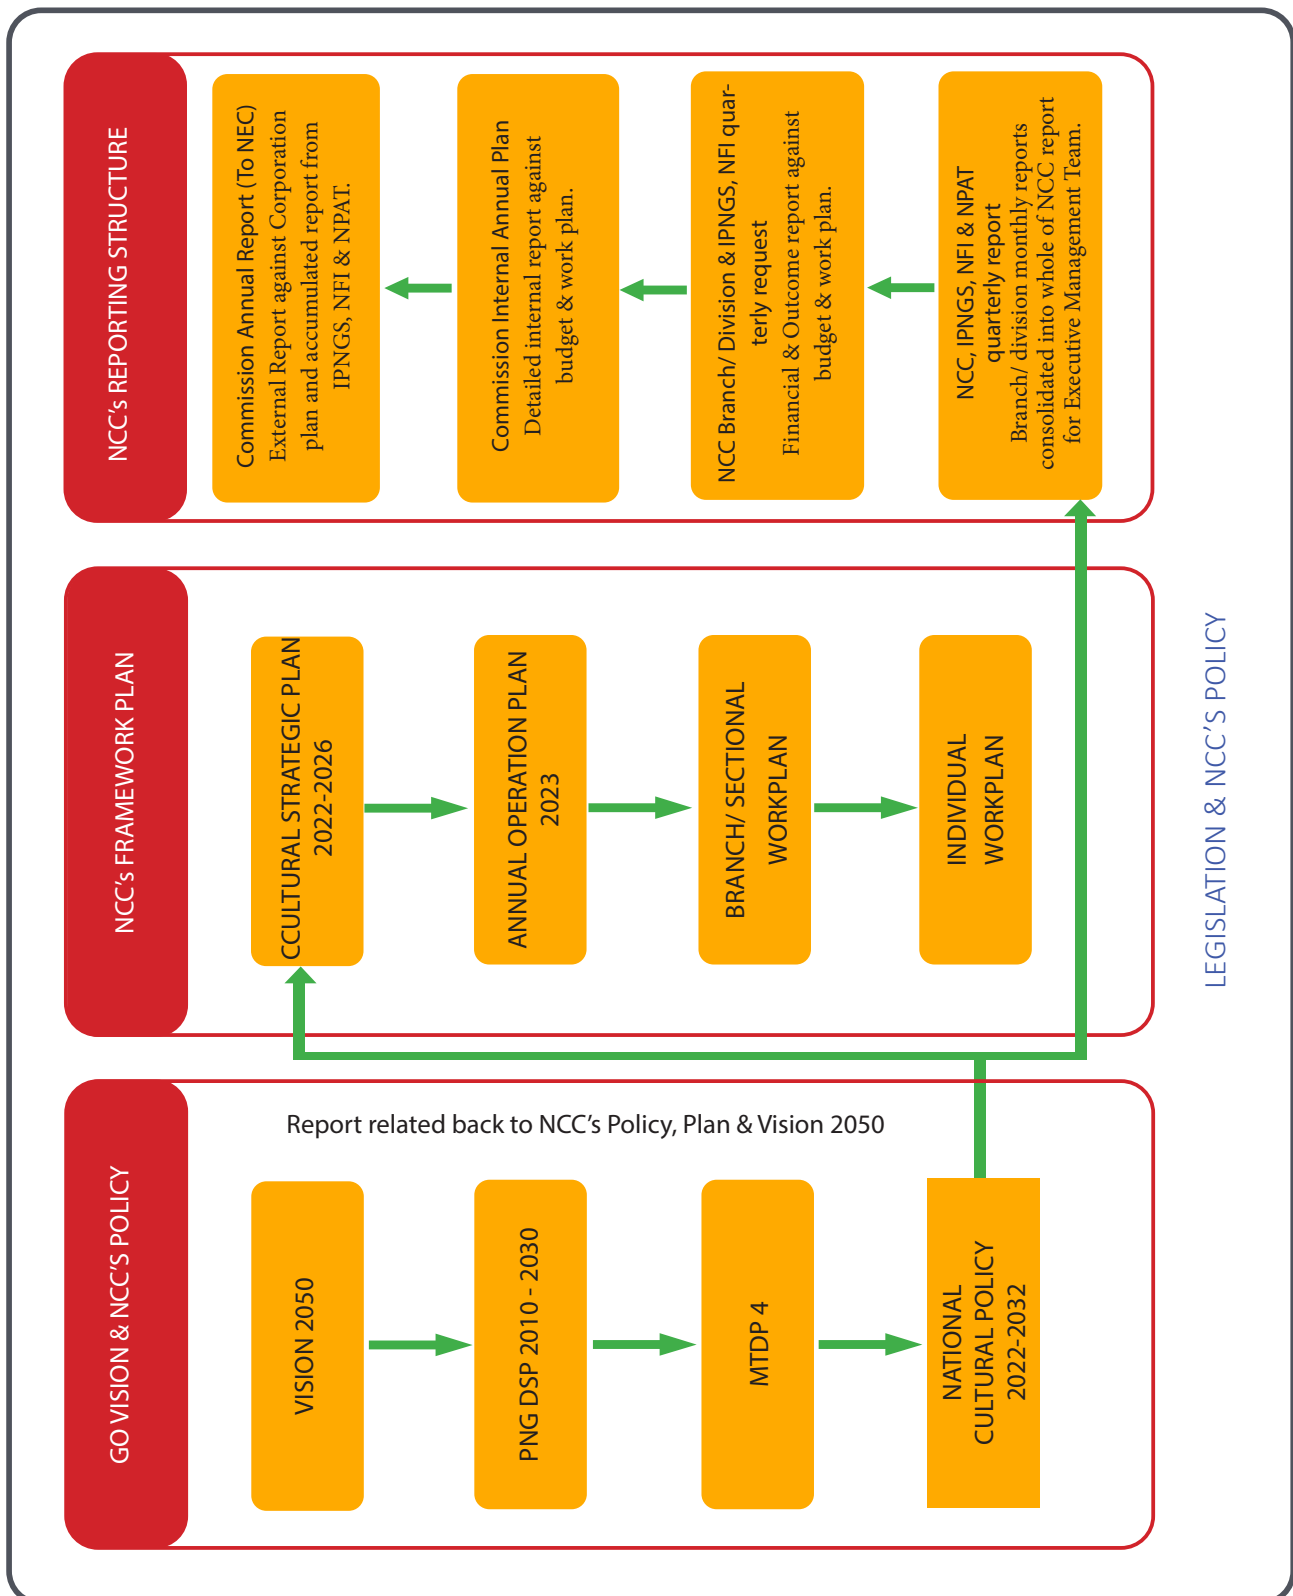 GO VISION & NCC'S POLICY
VISION 2050
PNG DSP 2010 - 2030
MTDP 4
NATIONAL
CULTURAL POLICY
2022-2032
Report related back to NCC's Policy, Plan & Vision 2050
NCC's FRAMEWORK PLAN
CCULTURAL STRATEGIC PLAN
2022-2026
ANNUAL OPERATION PLAN
2023
BRANCH/ SECTIONAL
WORKPLAN
INDIVIDUAL
WORKPLAN
NCC's REPORTING STRUCTURE
Commission Annual Report (To NEC)
External Report against Corporation
plan and accumulated report from
IPNGS, NFI & NPAT.
Commission Internal Annual Plan
Detailed internal report against
budget & work plan.
NCC Branch/ Division & IPNGS, NFI quar-
terly request
Financial & Outcome report against
budget & work plan.
NCC, IPNGS, NFI & NPAT
quarterly report
Branch/ division monthly reports
consolidated into whole of NCC report
for Executive Management Team.
LEGISLATION & NCC'S POLICY